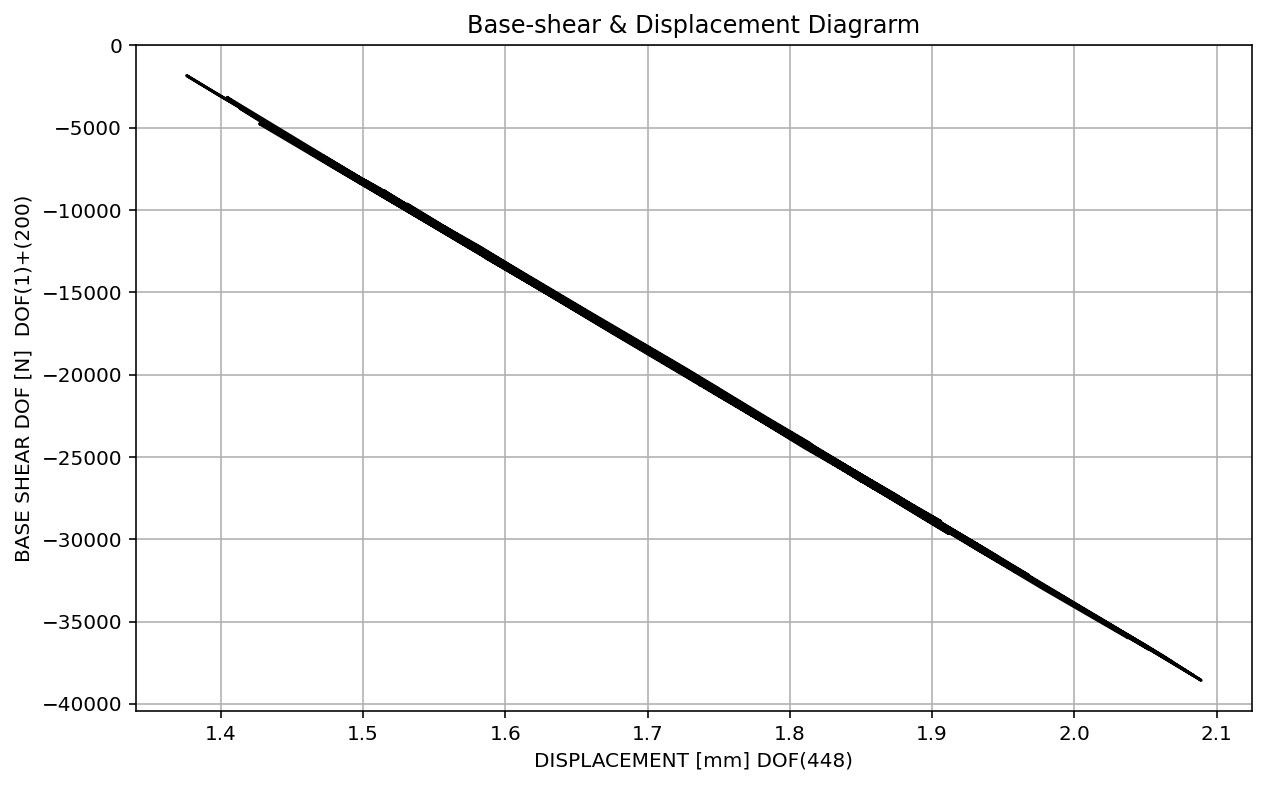 Base-shear & Displacement Diagrarm
0
−5000
−10000
−15000
−20000
−25000
−30000
−35000
−40000
BASE SHEAR DOF [N]  DOF(1)+(200)
1.4 1.5 1.6 1.7 1.8 1.9 2.0 2.1
DISPLACEMENT [mm] DOF(448)